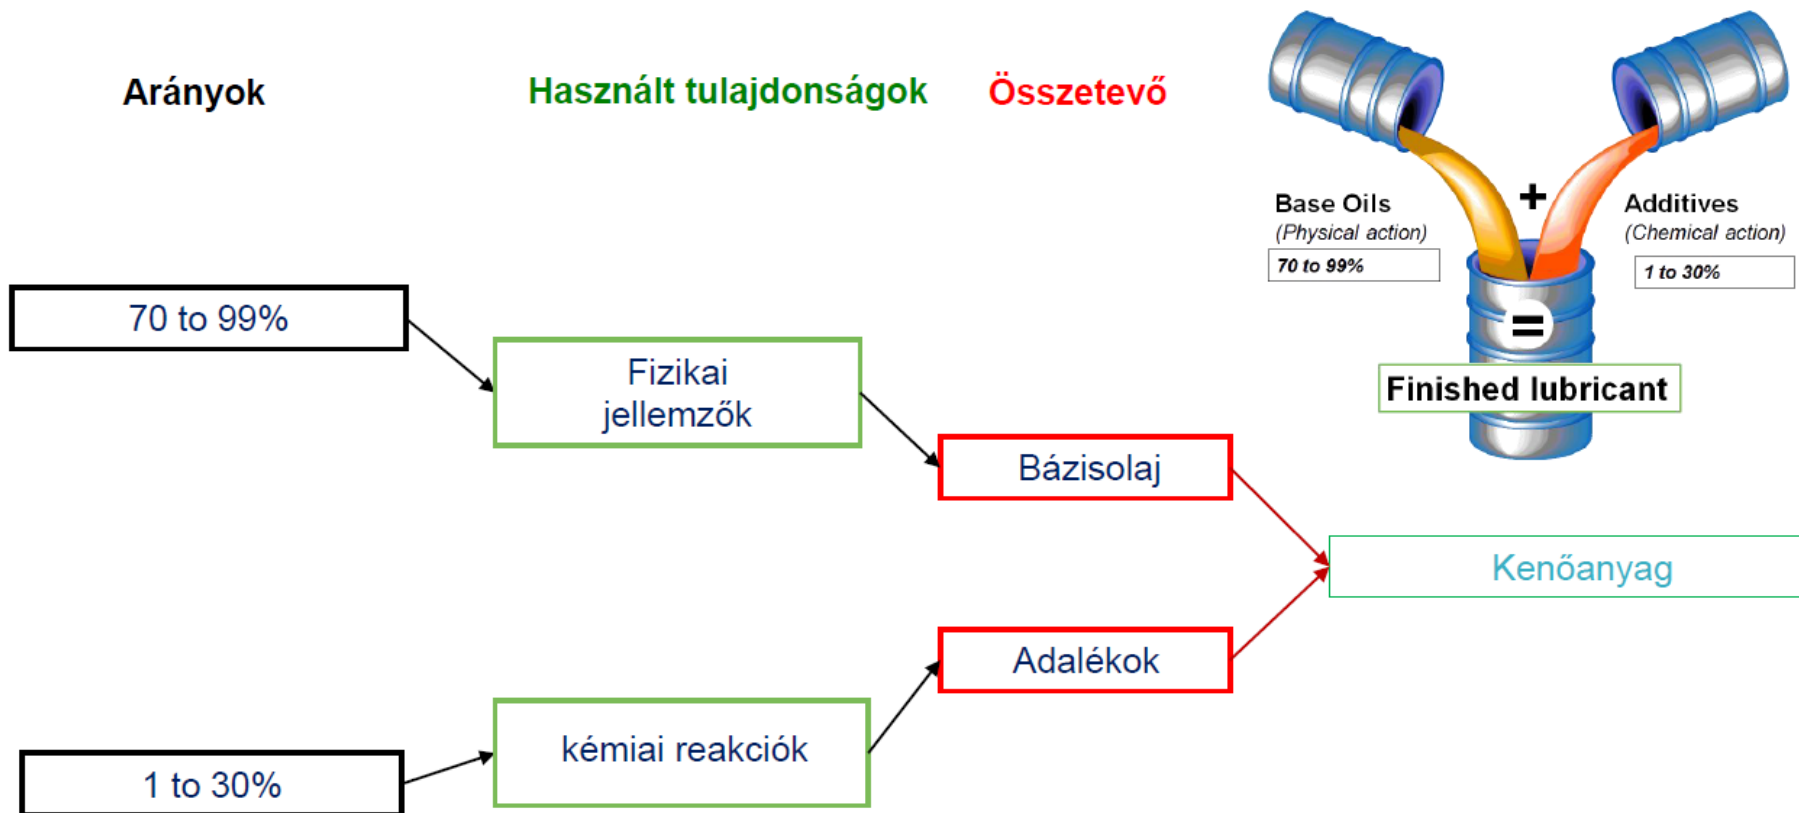 Arányok
Használt tulajdonságok
Összetevő
Base Oils
(Physical action)
70 to 99%
+
Additives
(Chemical action)
1 to 30%
=
Finished lubricant
70 to 99%
Fizikai
jellemzők
Bázisolaj
Kenőanyag
Adalékok
kémiai reakciók
1 to 30%